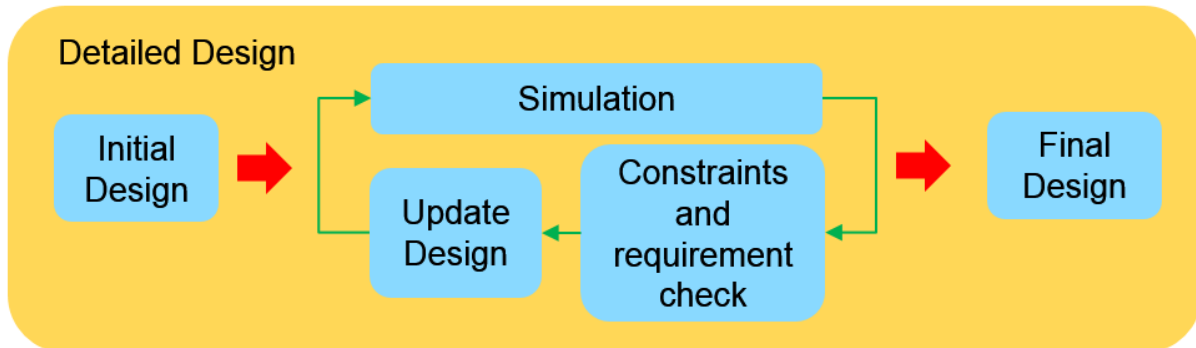 Detailed Design
Initial
Design
Simulation
Update
Design
Constraints
and
requirement
check
Final
Design